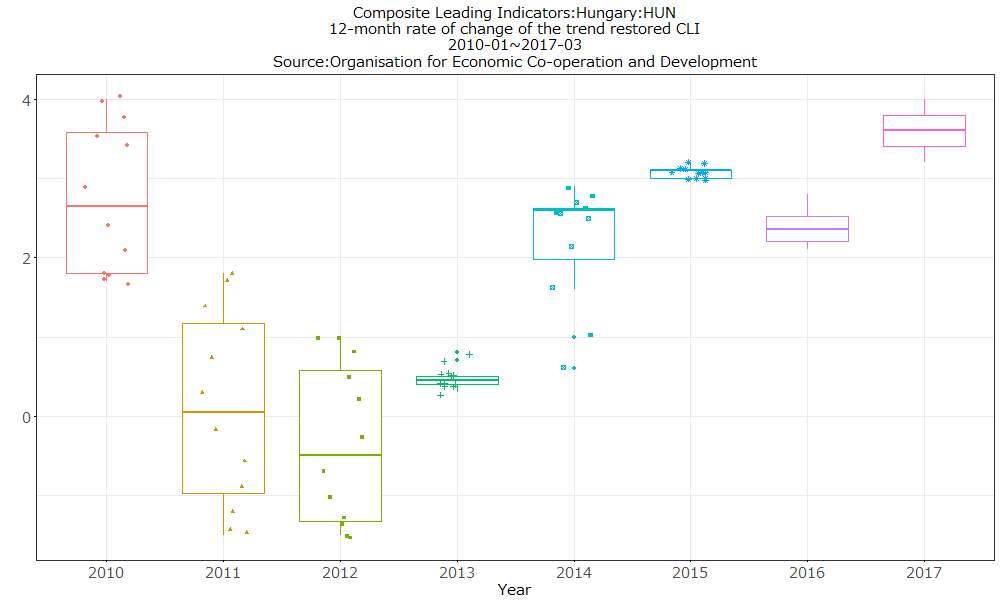 Composite Leading Indicators:Hungary:HUN
12-month rate of change of the trend restored CLI
2010-01~2017-03
Source:Organisation for Economic Co-operation and Development
4
2
0
2010 2011 2012 2013 2014 2015 2016 2017
Year